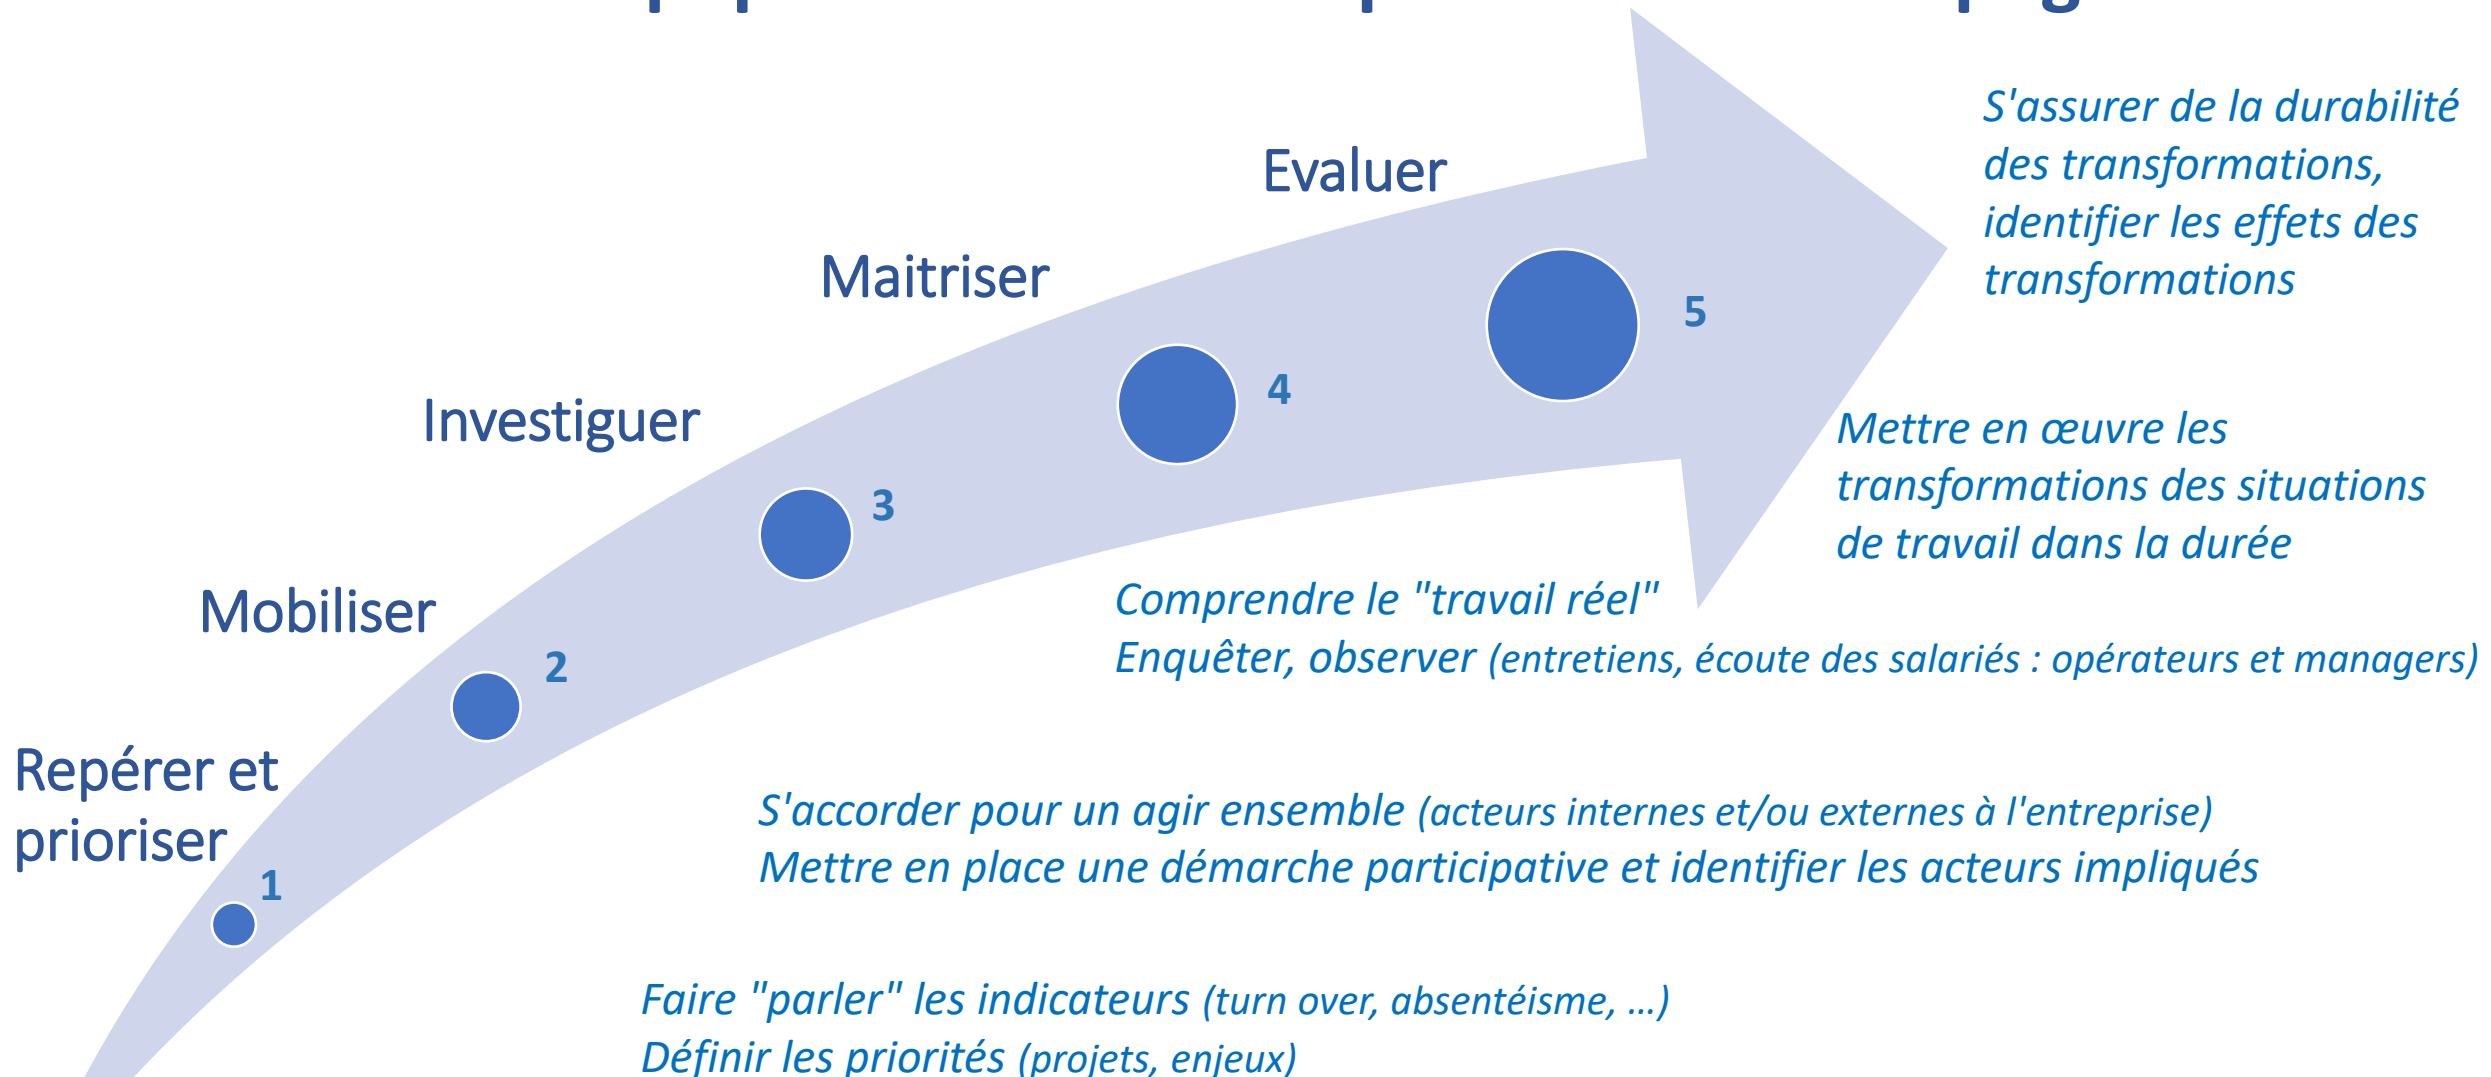 Evaluer
S'assurer de la durabilité
des transformations,
identifier les effets des
transformations
5
Maitriser
4
Mettre en œuvre les
transformations des situations
de travail dans la durée
Investiguer
3
Comprendre le "travail réel"
Enquêter, observer (entretiens, écoute des salariés : opérateurs et managers)
Mobiliser
2
S'accorder pour un agir ensemble (acteurs internes et/ou externes à l'entreprise)
Mettre en place une démarche participative et identifier les acteurs impliqués
Repérer et
prioriser
1
Faire "parler" les indicateurs (turn over, absentéisme, ...)
Définir les priorités (projets, enjeux)